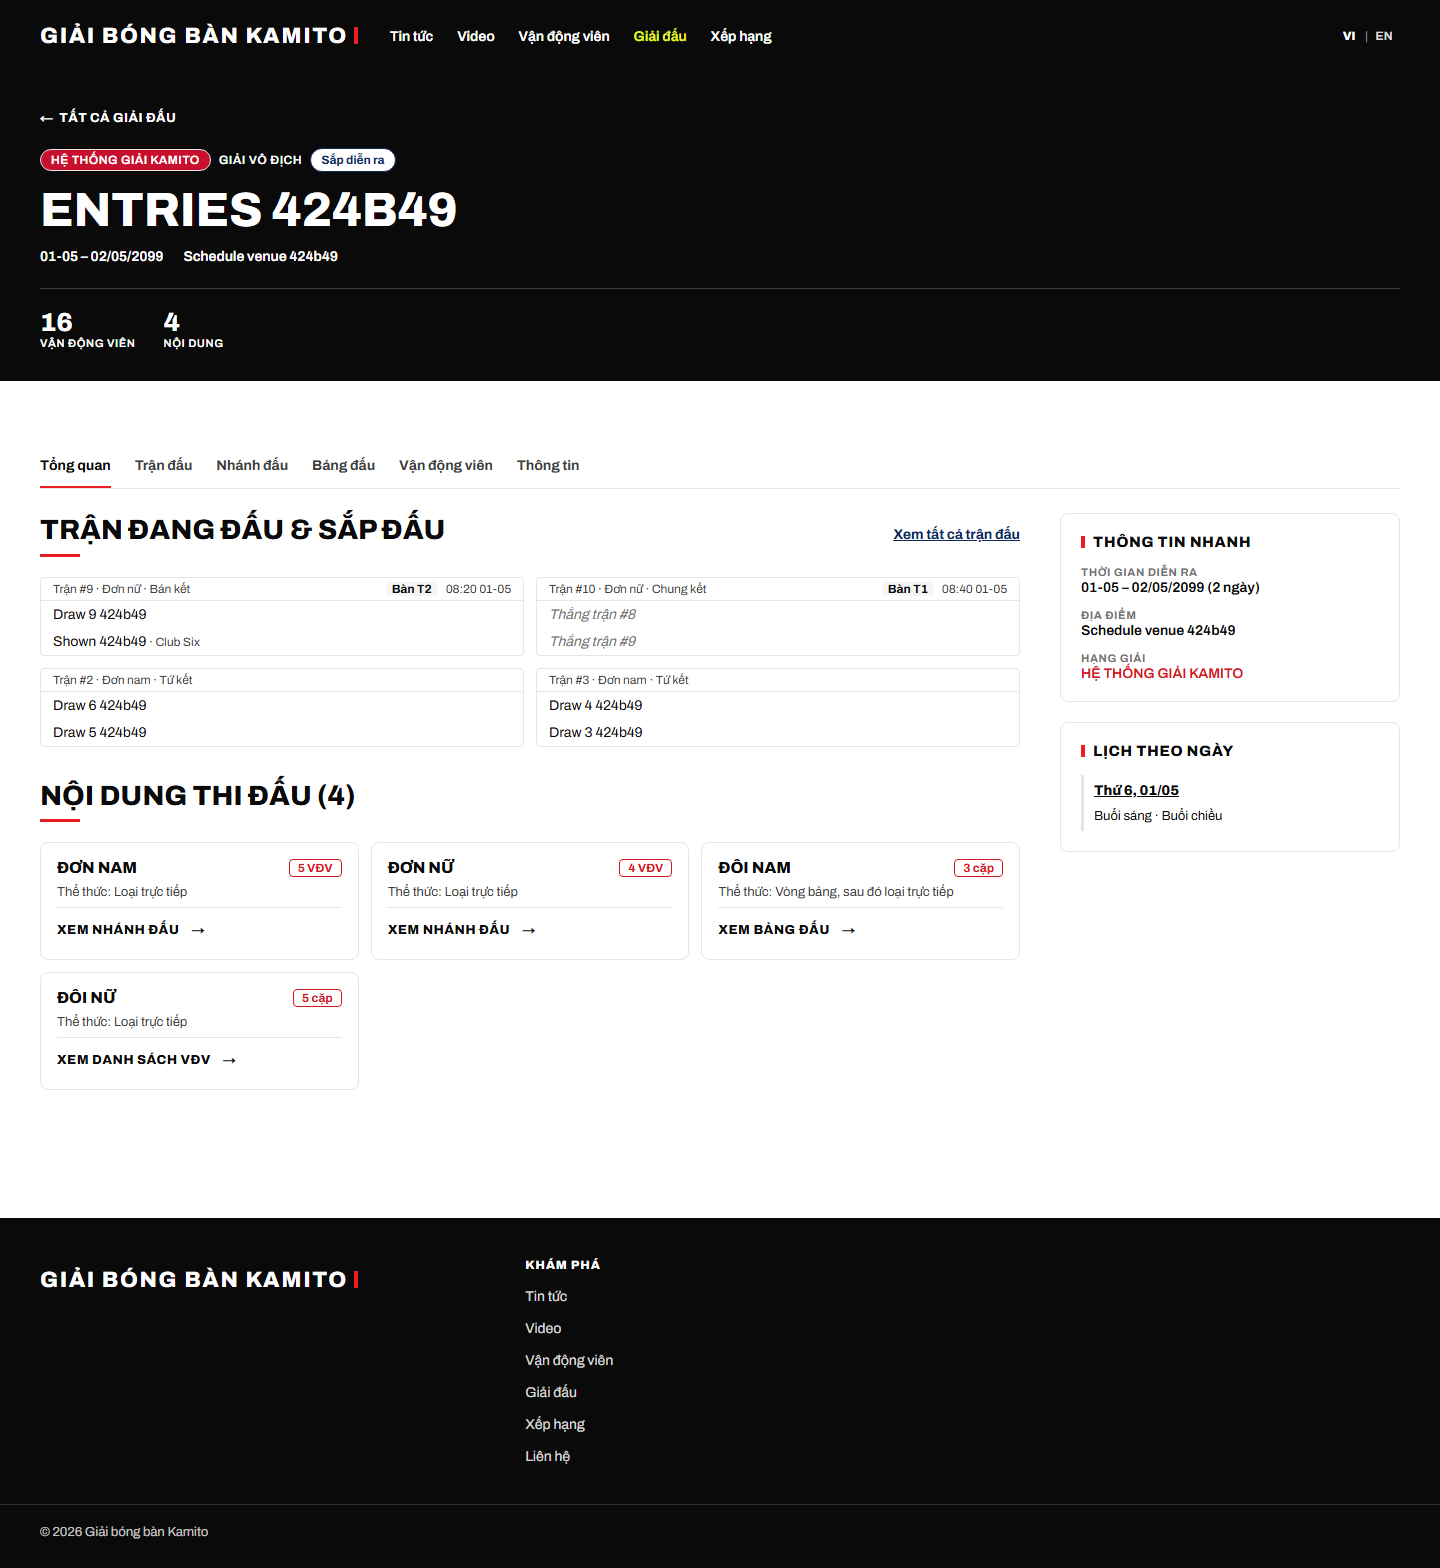 GIẢI BÓNG BÀN KAMITO
Tin tức Video Vận động viên Giải đấu Xếp hạng
VI | EN
← TẤT CẢ GIẢI ĐẤU
HỆ THỐNG GIẢI KAMITO GIẢI VÔ ĐỊCH Sắp diễn ra
ENTRIES 424B49
01-05 – 02/05/2099 Schedule venue 424b49
16 4
VẬN ĐỘNG VIÊN NỘI DUNG
Tổng quan Trận đấu Nhánh đấu Bảng đấu Vận động viên Thông tin
TRẬN ĐANG ĐẤU & SẮP ĐẤU
Xem tất cả trận đấu
Trận #9 · Đơn nữ · Bán kết Bàn T2 08:20 01-05
Draw 9 424b49
Shown 424b49 · Club Six
Trận #10 · Đơn nữ · Chung kết Bàn T1 08:40 01-05
Thắng trận #8
Thắng trận #9
Trận #2 · Đơn nam · Tứ kết
Draw 6 424b49
Draw 5 424b49
Trận #3 · Đơn nam · Tứ kết
Draw 4 424b49
Draw 3 424b49
NỘI DUNG THI ĐẤU (4)
ĐƠN NAM 5 VĐV
Thể thức: Loại trực tiếp
XEM NHÁNH ĐẤU →
ĐƠN NỮ 4 VĐV
Thể thức: Loại trực tiếp
XEM NHÁNH ĐẤU →
ĐÔI NAM 3 cặp
Thể thức: Vòng bảng, sau đó loại trực tiếp
XEM BẢNG ĐẤU →
ĐÔI NỮ 5 cặp
Thể thức: Loại trực tiếp
XEM DANH SÁCH VĐV →
THÔNG TIN NHANH
THỜI GIAN DIỄN RA
01-05 – 02/05/2099 (2 ngày)
ĐỊA ĐIỂM
Schedule venue 424b49
HẠNG GIẢI
HỆ THỐNG GIẢI KAMITO
LỊCH THEO NGÀY
Thứ 6, 01/05
Buổi sáng · Buổi chiều
GIẢI BÓNG BÀN KAMITO
KHÁM PHÁ
Tin tức
Video
Vận động viên
Giải đấu
Xếp hạng
Liên hệ
© 2026 Giải bóng bàn Kamito